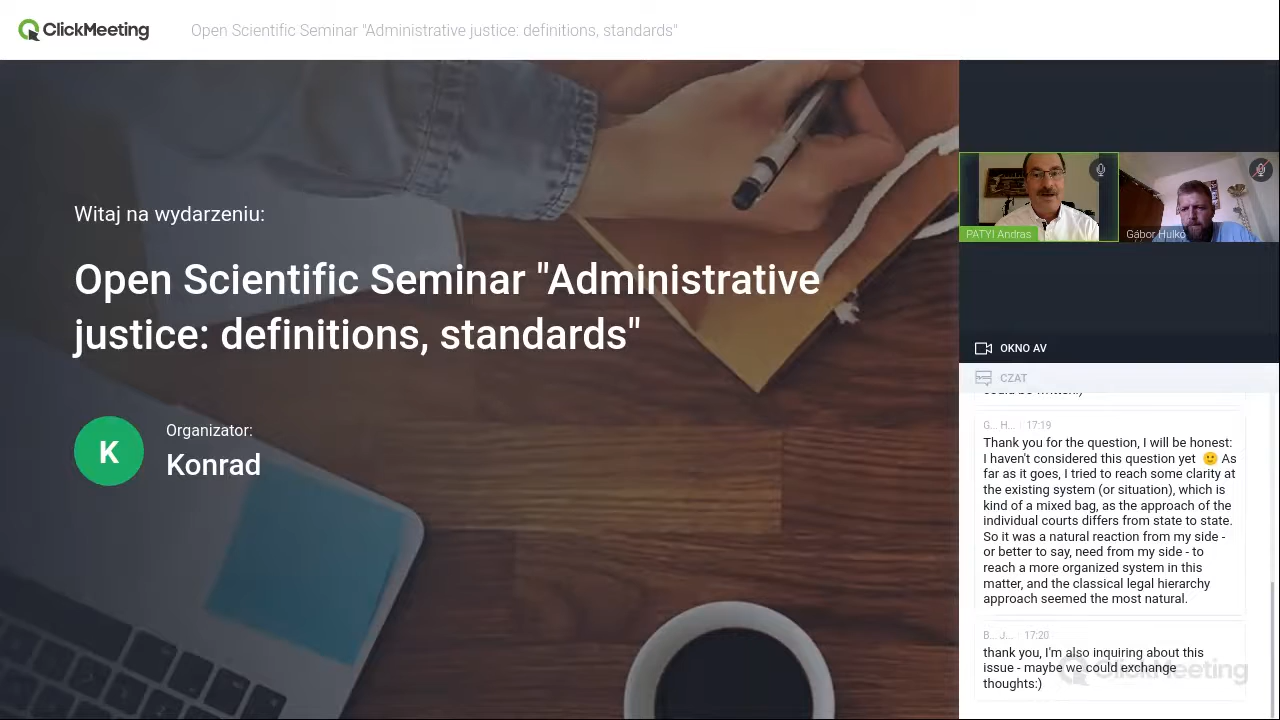 ClickMeeting
Open Scientific Seminar "Administrative justice: definitions, standards"
Witaj na wydarzeniu:
Open Scientific Seminar "Administrative
justice: definitions, standards"
K
Organizator:
Konrad
PATYI Andras
Gábor Hulkó
OKNO AV
CZAT
could be written:)
G... H... 17:19
Thank you for the question, I will be honest:
I haven't considered this question yet 🙂 As
far as it goes, I tried to reach some clarity at
the existing system (or situation), which is
kind of a mixed bag, as the approach of the
individual courts differs from state to state.
So it was a natural reaction from my side -
or better to say, need from my side - to
reach a more organized system in this
matter, and the classical legal hierarchy
approach seemed the most natural.
B... J... 17:20
thank you, I'm also inquiring about this
issue - maybe we could exchange
thoughts:)
ClickMeeting